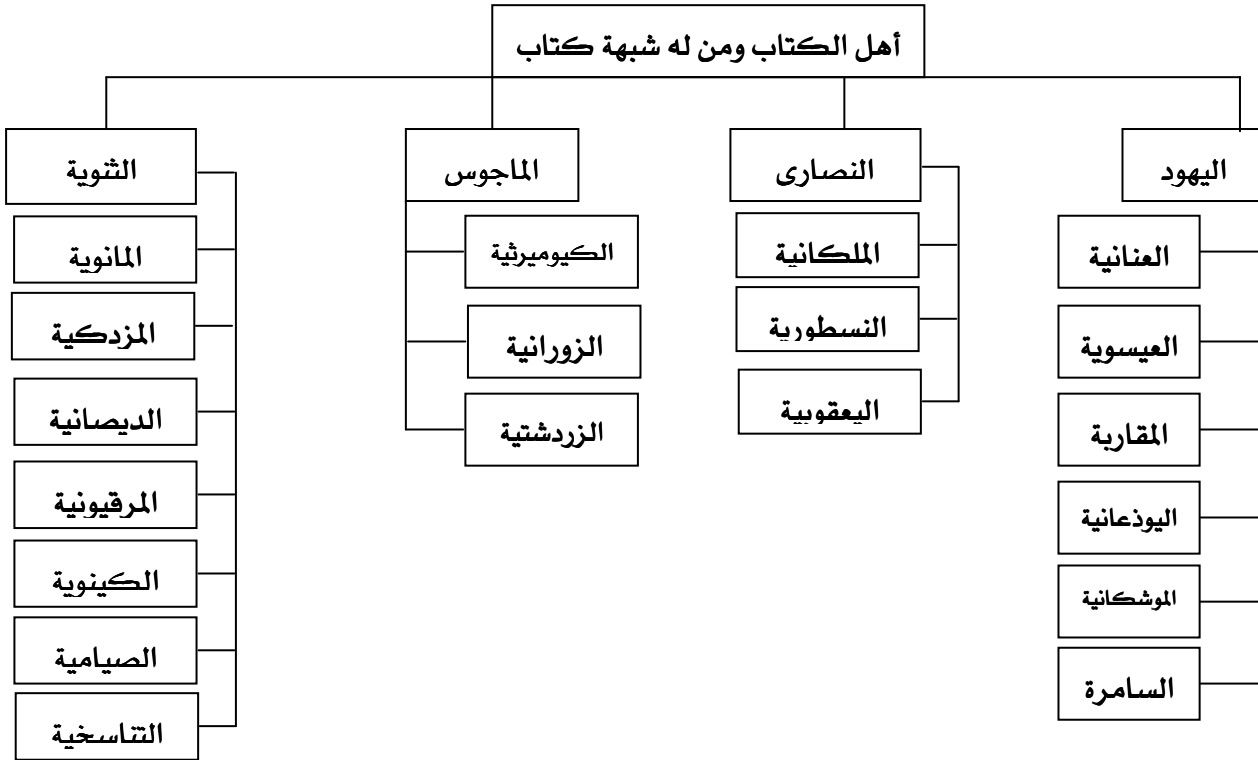 أهل الكتاب ومن له شبهة كتاب
اليهود
العنانية
العيسوية
المقاربة
اليوذعانية
الموشكانية
السامرة
النصارى
الملكانية
النسطورية
اليعقوبية
الماجوس
الكيوميرثية
الزورانية
الزردشتية
الثنوية
المانوية
المزدكية
الديصانية
المرقيونية
الكينوية
الصيامية
التناسخية